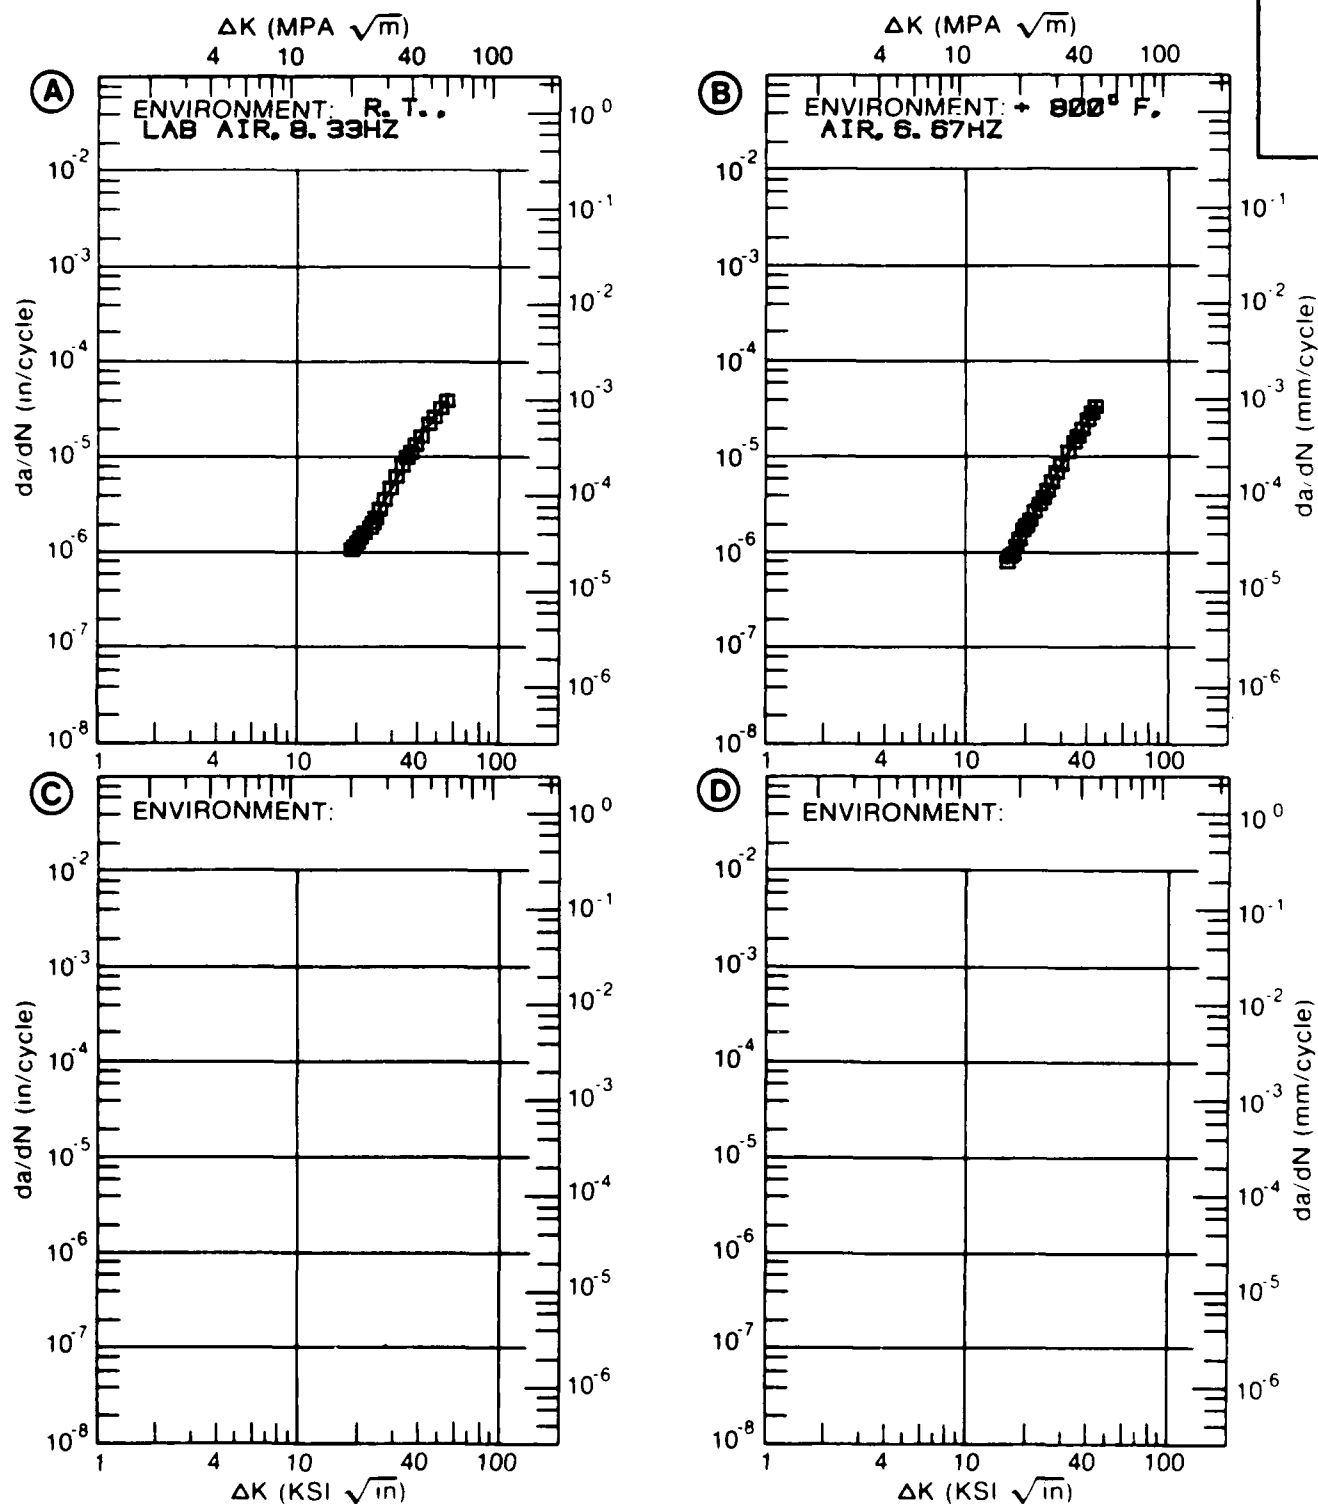 ΔK (MPA √m)
4 10 40 100
A
ENVIRONMENT: R. T. ,
LAB AIR, 8. 33HZ
10^0
10^-2
10^-1
10^-3
10^-2
10^-4
10^-3
10^-5
10^-4
10^-6
10^-5
10^-7
10^-6
10^-8
1 4 10 40 100
da/dN (in/cycle)
ΔK (MPA √m)
4 10 40 100
B
ENVIRONMENT: + 800° F,
AIR, 6. 67HZ
10^-2
10^-1
10^-3
10^-2
10^-4
10^-3
10^-5
10^-4
10^-6
10^-5
10^-7
10^-6
10^-8
1 4 10 40 100
da/dN (mm/cycle)
C
ENVIRONMENT:
10^0
10^-2
10^-1
10^-3
10^-2
10^-4
10^-3
10^-5
10^-4
10^-6
10^-5
10^-7
10^-6
10^-8
1 4 10 40 100
da/dN (in/cycle)
ΔK (KSI √in)
D
ENVIRONMENT:
10^0
10^-2
10^-1
10^-3
10^-2
10^-4
10^-3
10^-5
10^-4
10^-6
10^-5
10^-7
10^-6
10^-8
1 4 10 40 100
da/dN (mm/cycle)
ΔK (KSI √in)